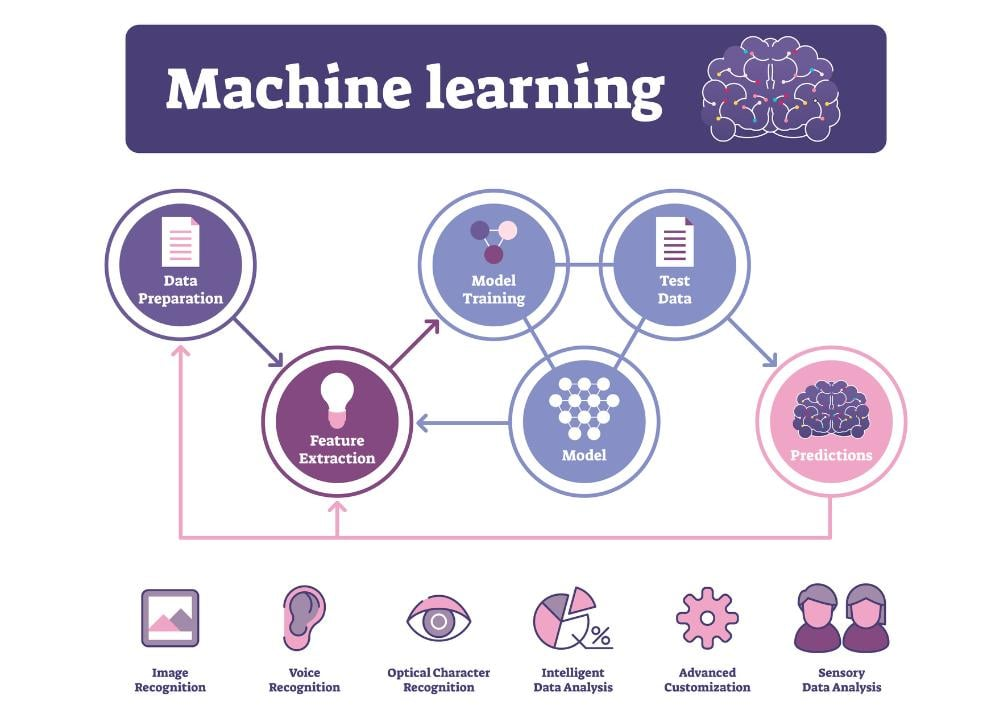 Machine learning
Data
Preparation
Model
Training
Test
Data
Feature
Extraction
Model
Predictions
%
Image
Recognition
Voice
Recognition
Optical Character
Recognition
Intelligent
Data Analysis
Advanced
Customization
Sensory
Data Analysis